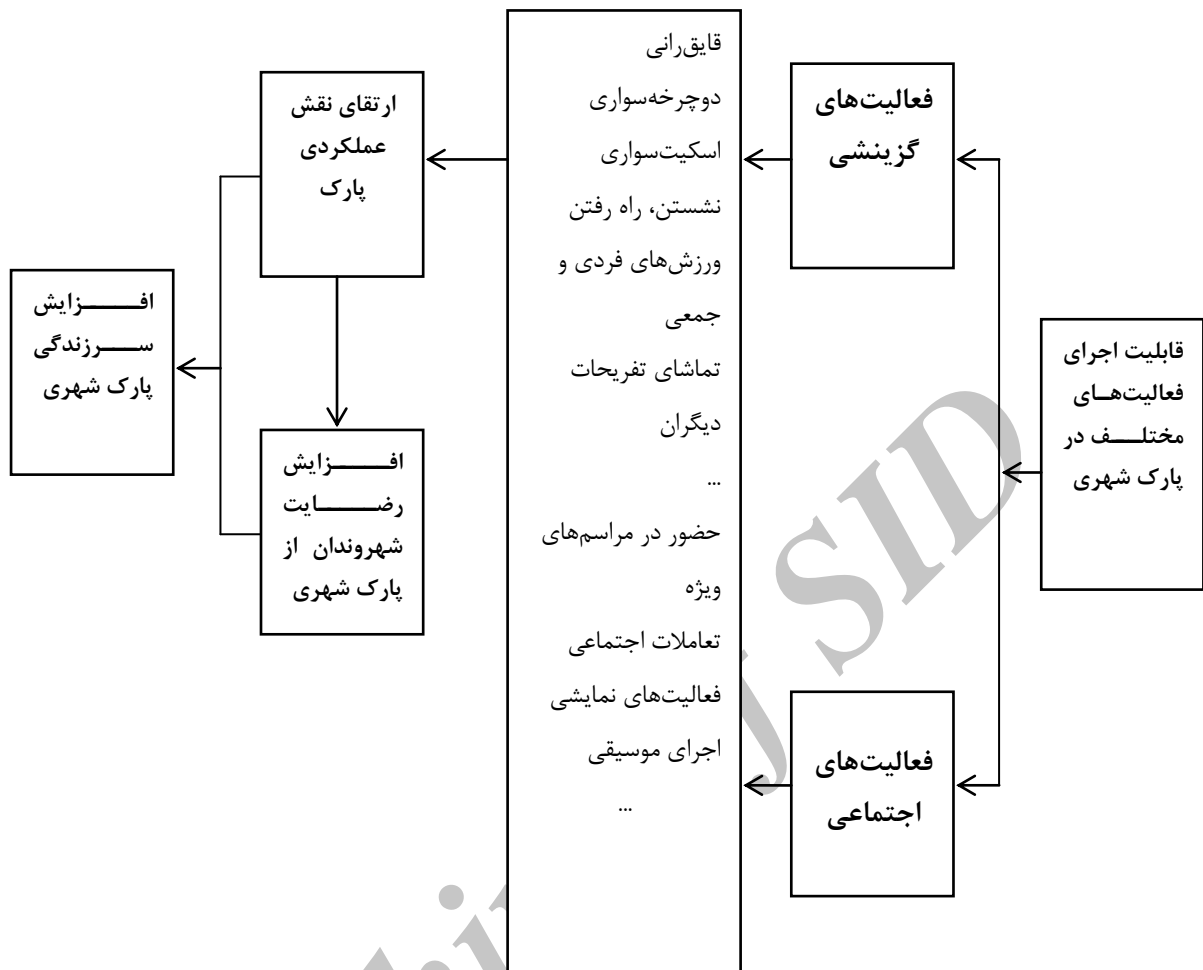 قابلیت اجرای
فعالیت‌های
مختلف در
پارک شهری
فعالیت‌های
گزینشی
فعالیت‌های
اجتماعی
قایق‌رانی
دوچرخه‌سواری
اسکیت‌سواری
نشستن، راه رفتن
ورزش‌های فردی و
جمعی
تماشای تفریحات
دیگران
...
حضور در مراسم‌های
ویژه
تعاملات اجتماعی
فعالیت‌های نمایشی
اجرای موسیقی
...
ارتقای نقش
عملکردی
پارک
افزایش
رضایت
شهروندان از
پارک شهری
افزایش
سرزندگی
پارک شهری
SID